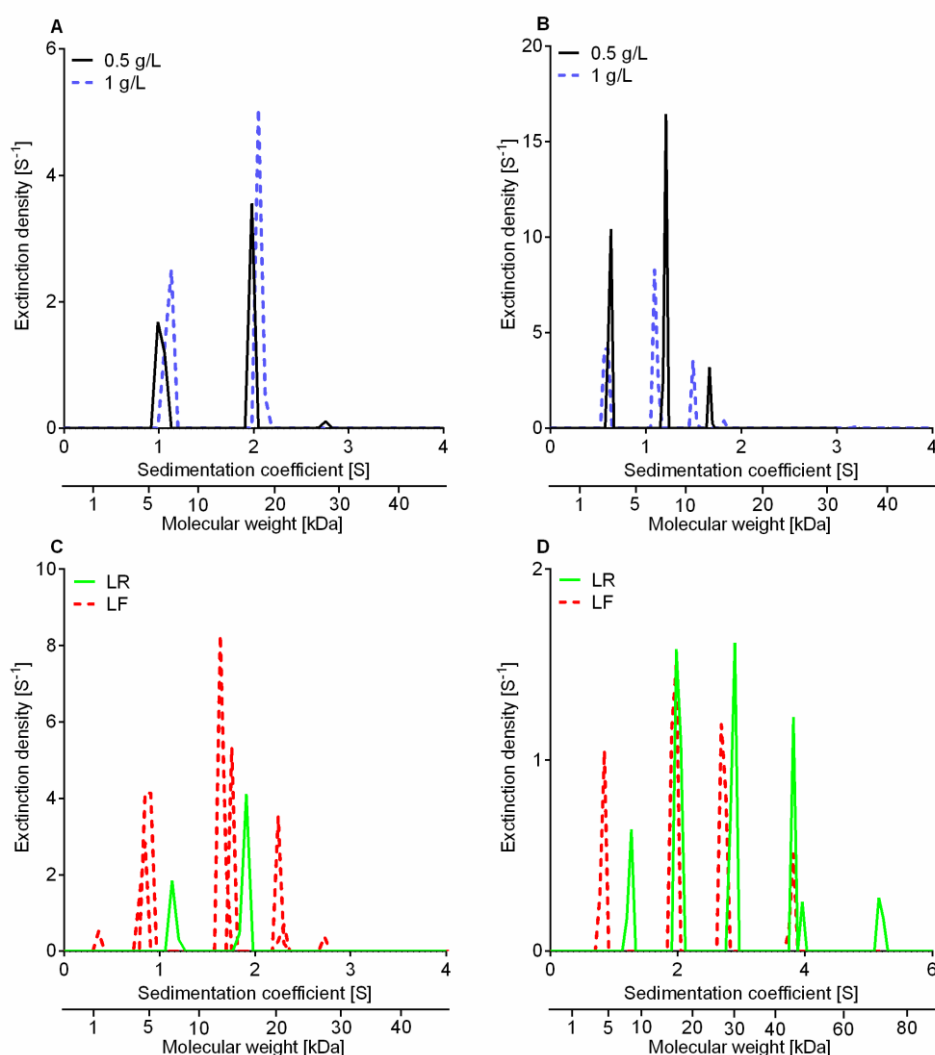 A
6
0.5 g/L
1 g/L
4
2
0
Exctinction density [S⁻¹]
0 1 2 3 4
Sedimentation coefficient [S]
1 5 10 20 30 40
Molecular weight [kDa]
B
20
0.5 g/L
1 g/L
15
10
5
0
Exctinction density [S⁻¹]
0 1 2 3 4
Sedimentation coefficient [S]
1 5 10 20 30 40
Molecular weight [kDa]
C
10
LR
LF
8
6
4
2
0
Exctinction density [S⁻¹]
0 1 2 3 4
Sedimentation coefficient [S]
1 5 10 20 30 40
Molecular weight [kDa]
D
2
LR
LF
1
0
Exctinction density [S⁻¹]
0 2 4 6
Sedimentation coefficient [S]
1 5 10 20 30 40 60 80
Molecular weight [kDa]